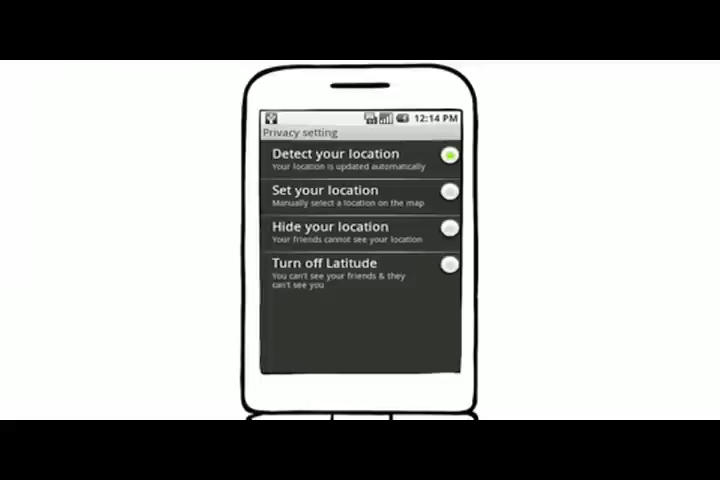 12:14 PM
Privacy setting
Detect your location
Your location is updated automatically
Set your location
Manually select a location on the map
Hide your location
Your friends cannot see your location
Turn off Latitude
You can't see your friends & they
can't see you